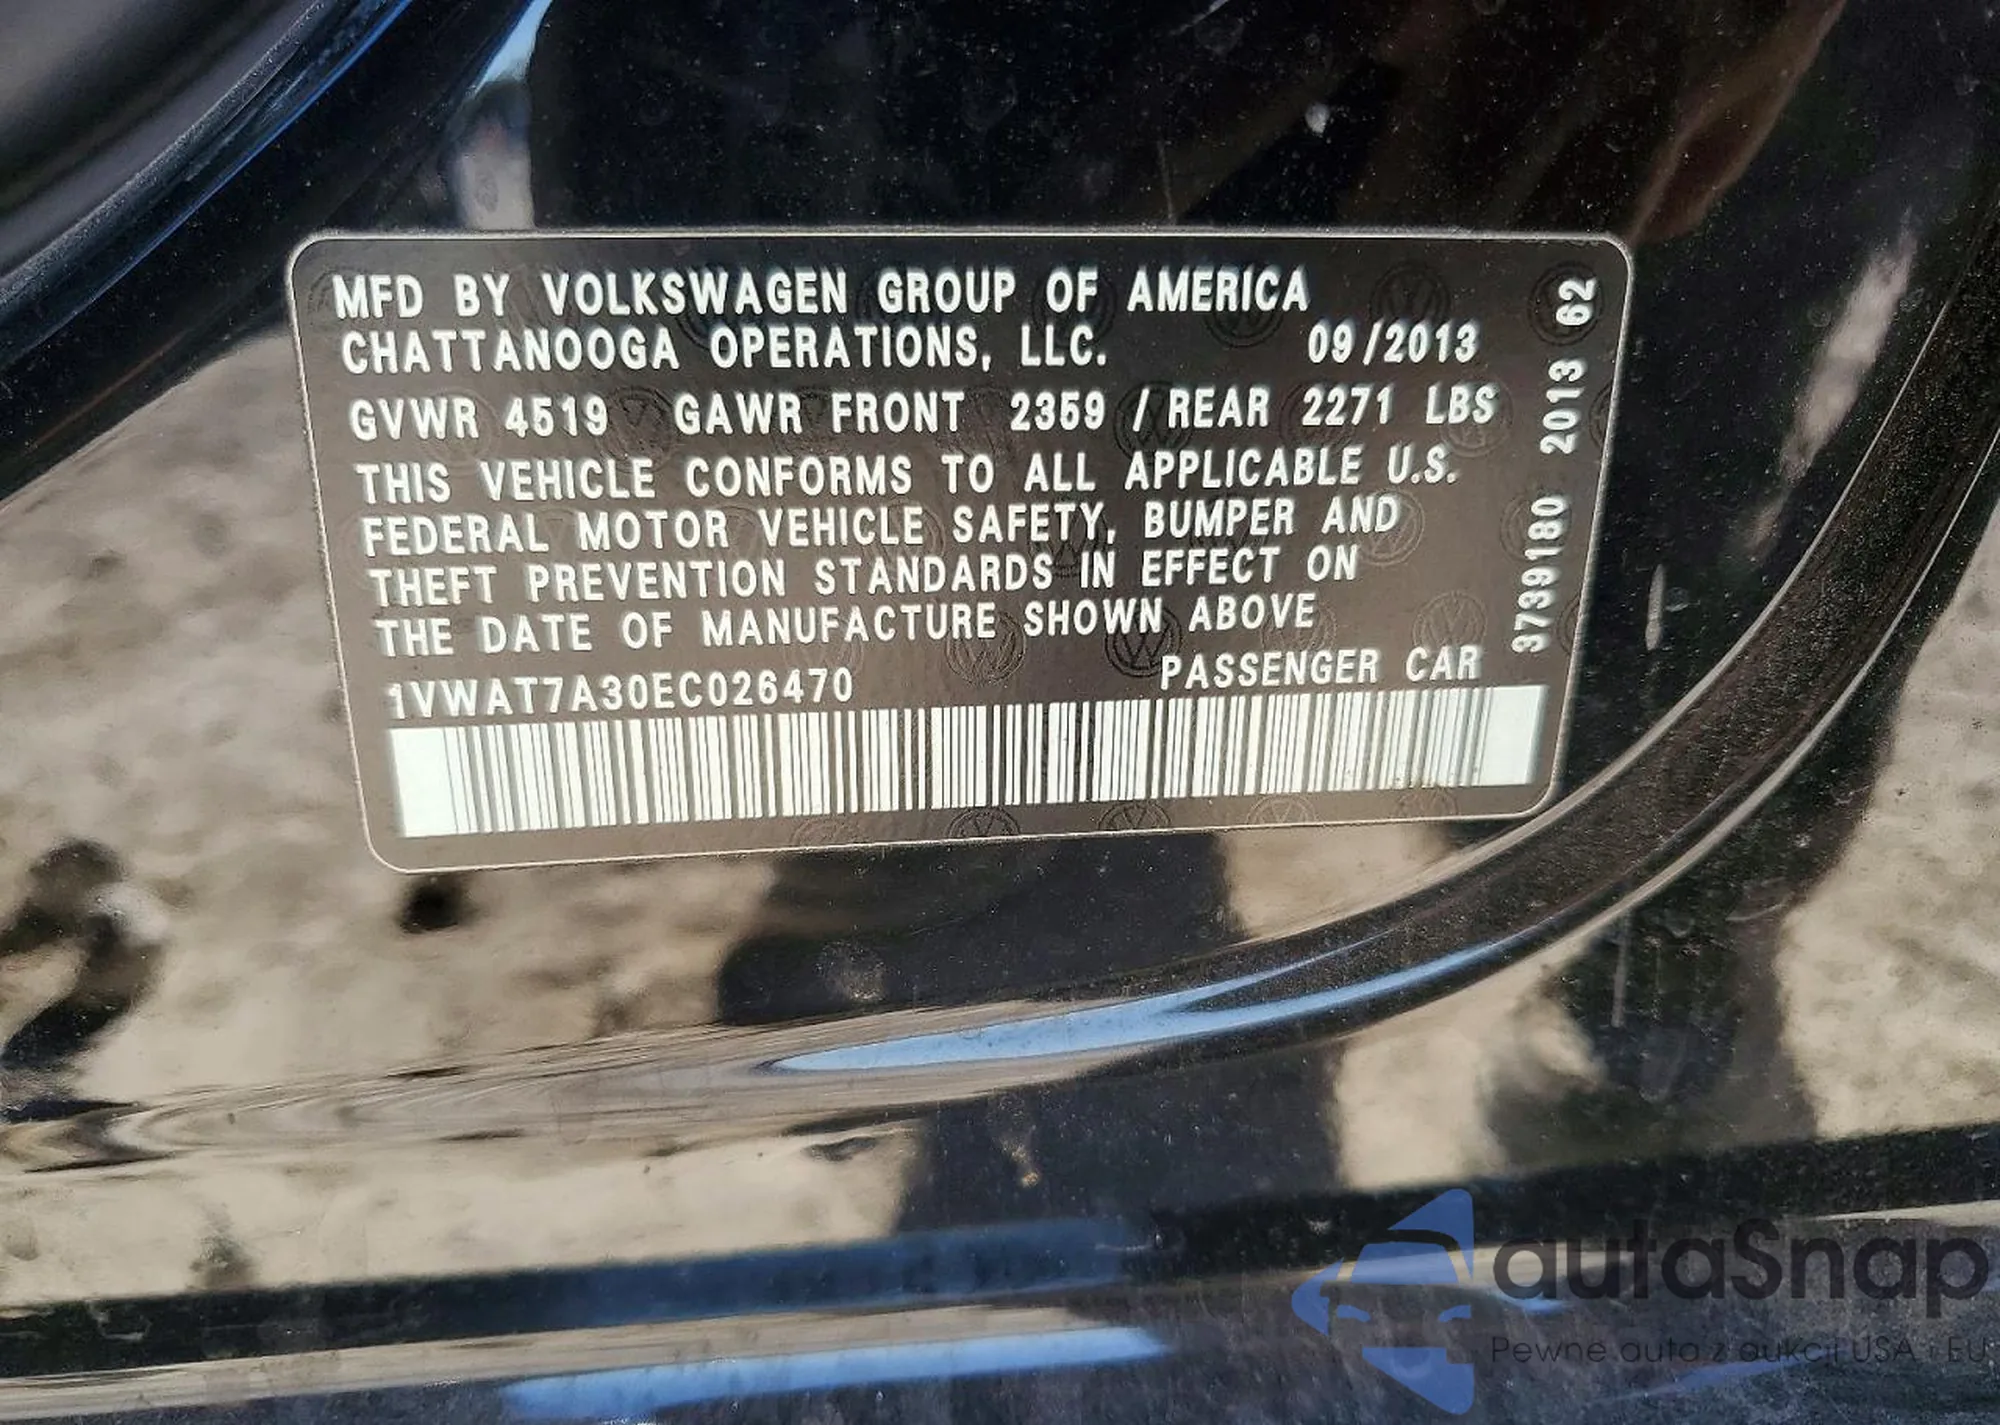 MFD BY VOLKSWAGEN GROUP OF AMERICA
CHATTANOOGA OPERATIONS, LLC. 09/2013
GVWR 4519 GAWR FRONT 2359 / REAR 2271 LBS
THIS VEHICLE CONFORMS TO ALL APPLICABLE U.S.
FEDERAL MOTOR VEHICLE SAFETY, BUMPER AND
THEFT PREVENTION STANDARDS IN EFFECT ON
THE DATE OF MANUFACTURE SHOWN ABOVE
1VWAT7A30EC026470 PASSENGER CAR
3739180 2013 62
autaSnap
Pewne auta z aukcji USA i EU